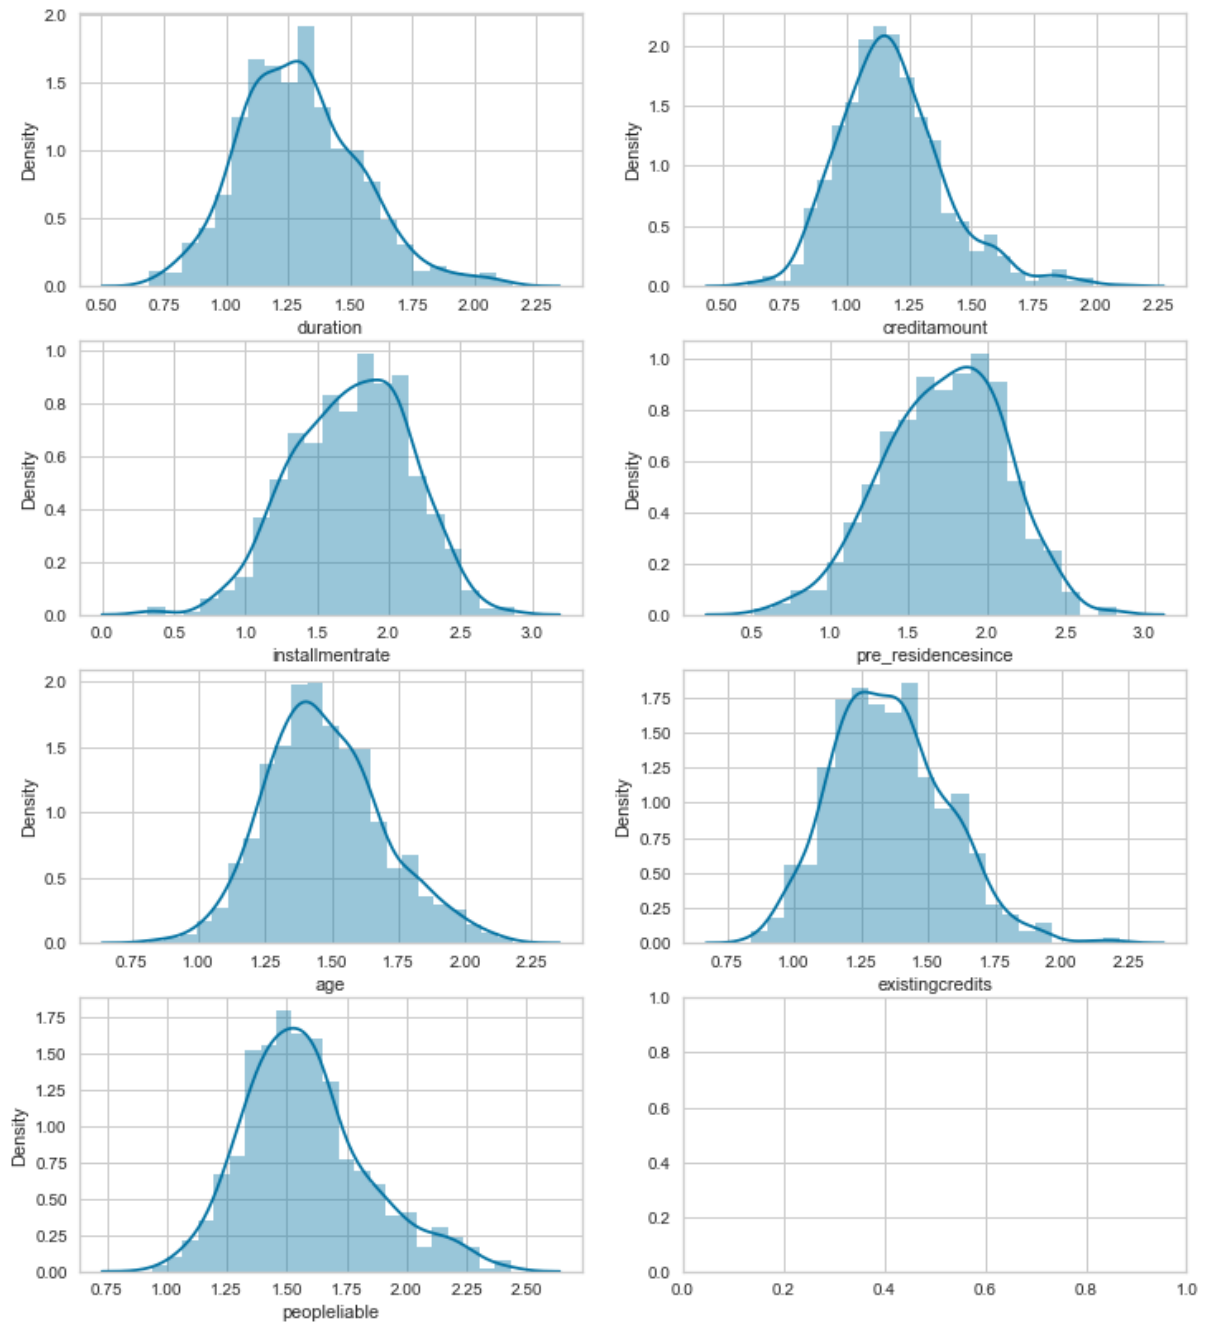 2.0
1.5
1.0
0.5
0.0
Density
0.50 0.75 1.00 1.25 1.50 1.75 2.00 2.25
duration
2.0
1.5
1.0
0.5
0.0
Density
0.50 0.75 1.00 1.25 1.50 1.75 2.00 2.25
creditamount
1.0
0.8
0.6
0.4
0.2
0.0
Density
0.0 0.5 1.0 1.5 2.0 2.5 3.0
installmentrate
1.0
0.8
0.6
0.4
0.2
0.0
Density
0.5 1.0 1.5 2.0 2.5 3.0
pre_residencesince
2.0
1.5
1.0
0.5
0.0
Density
0.75 1.00 1.25 1.50 1.75 2.00 2.25
age
1.75
1.50
1.25
1.00
0.75
0.50
0.25
0.00
Density
0.75 1.00 1.25 1.50 1.75 2.00 2.25
existingcredits
1.75
1.50
1.25
1.00
0.75
0.50
0.25
0.00
Density
0.75 1.00 1.25 1.50 1.75 2.00 2.25 2.50
peopleliable
1.0
0.8
0.6
0.4
0.2
0.0
0.0 0.2 0.4 0.6 0.8 1.0